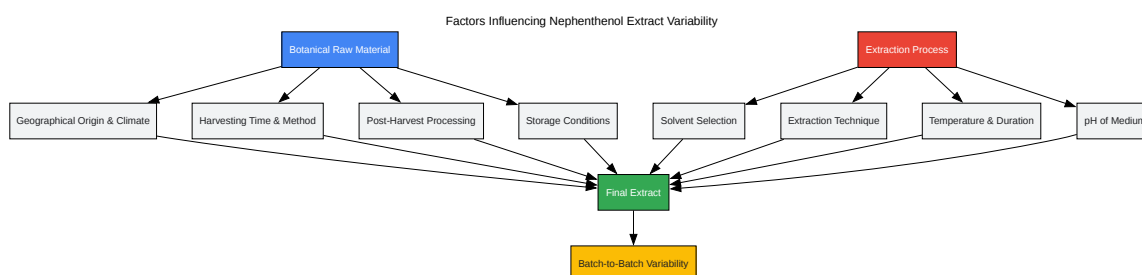 Factors Influencing Nephenthenol Extract Variability
Botanical Raw Material
Extraction Process
Geographical Origin & Climate
Harvesting Time & Method
Post-Harvest Processing
Storage Conditions
Solvent Selection
Extraction Technique
Temperature & Duration
pH of Medium
Final Extract
Batch-to-Batch Variability